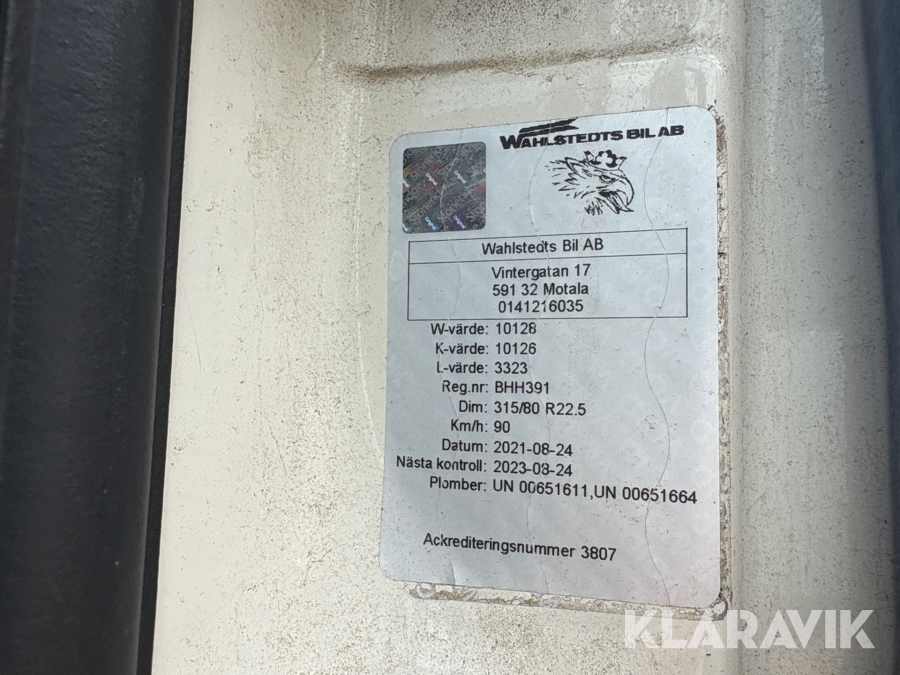 WAHLSTEDTS BIL AB
Wahlstedts Bil AB
Vintergatan 17
591 32 Motala
0141216035
W-värde: 10128
K-värde: 10126
L-värde: 3323
Reg.nr: BHH391
Dim: 315/80 R22.5
Km/h: 90
Datum: 2021-08-24
Nästa kontroll: 2023-08-24
Plomber: UN 00651611,UN 00651664
Ackrediteringsnummer 3807
KLARAVIK